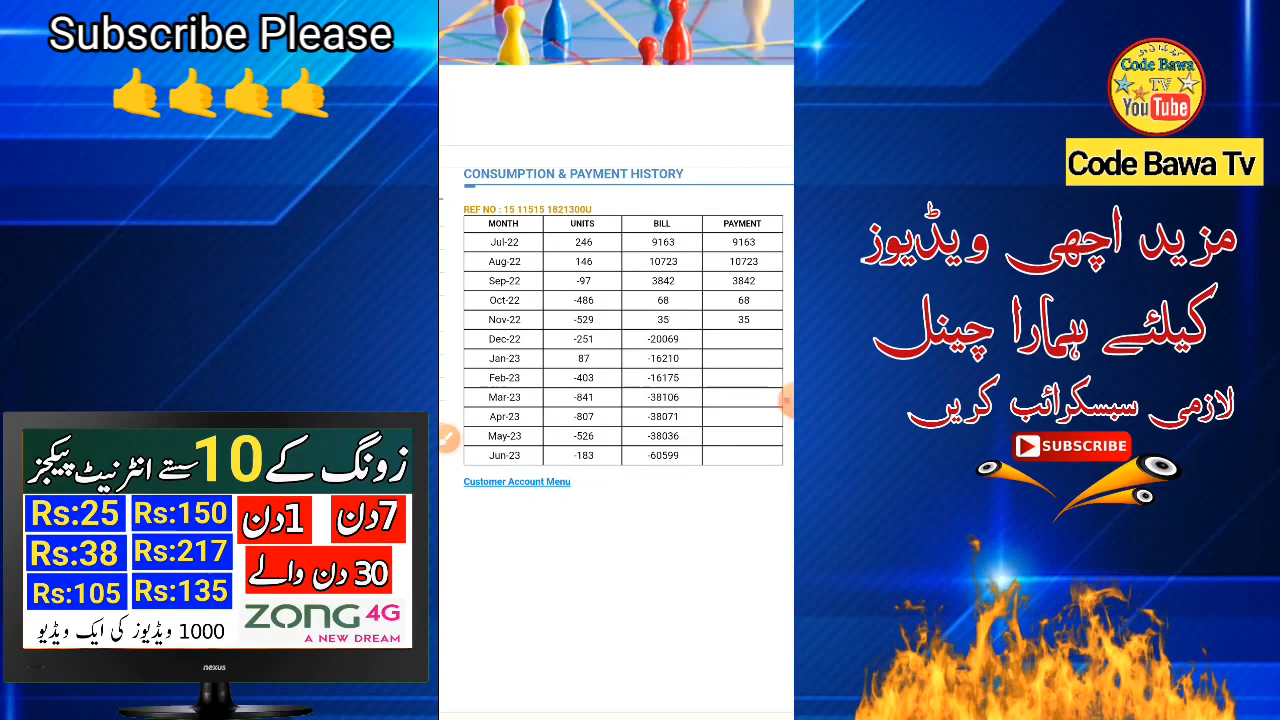 Subscribe Please
CONSUMPTION & PAYMENT HISTORY
REF NO : 15 11515 1821300U
MONTH UNITS BILL PAYMENT
Jul-22 246 9163 9163
Aug-22 146 10723 10723
Sep-22 -97 3842 3842
Oct-22 -486 68 68
Nov-22 -529 35 35
Dec-22 -251 -20069
Jan-23 87 -16210
Feb-23 -403 -16175
Mar-23 -841 -38106
Apr-23 -807 -38071
May-23 -526 -38036
Jun-23 -183 -60599
Customer Account Menu
زونگ کے 10 سستے انٹرنیٹ پیکجز
Rs:25 Rs:150
Rs:38 Rs:217
Rs:105 Rs:135
7دن 1دن
30 دن والے
ZONG 4G
A NEW DREAM
1000 ویڈیوز کی ایک ویڈیو
nexus
Code Bawa
TV
YouTube
Code Bawa Tv
مزید اچھی ویڈیوز
کیلئے ہمارا چینل
لازمی سبسکرائب کریں
SUBSCRIBE